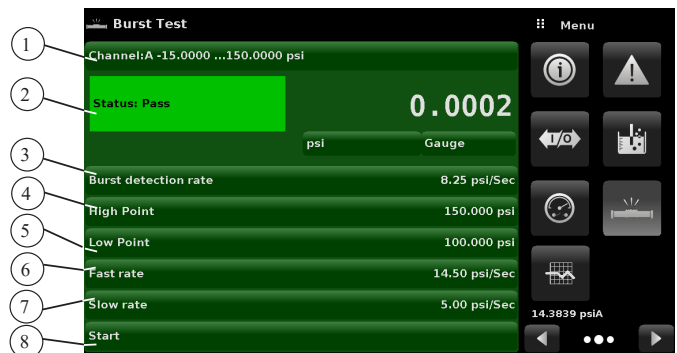 Burst Test
Menu
1
Channel:A -15.0000 ...150.0000 psi
2
Status: Pass
0.0002
psi
Gauge
I/O
3
Burst detection rate
8.25 psi/Sec
4
High Point
150.000 psi
5
Low Point
100.000 psi
6
Fast rate
14.50 psi/Sec
7
Slow rate
5.00 psi/Sec
14.3839 psiA
8
Start